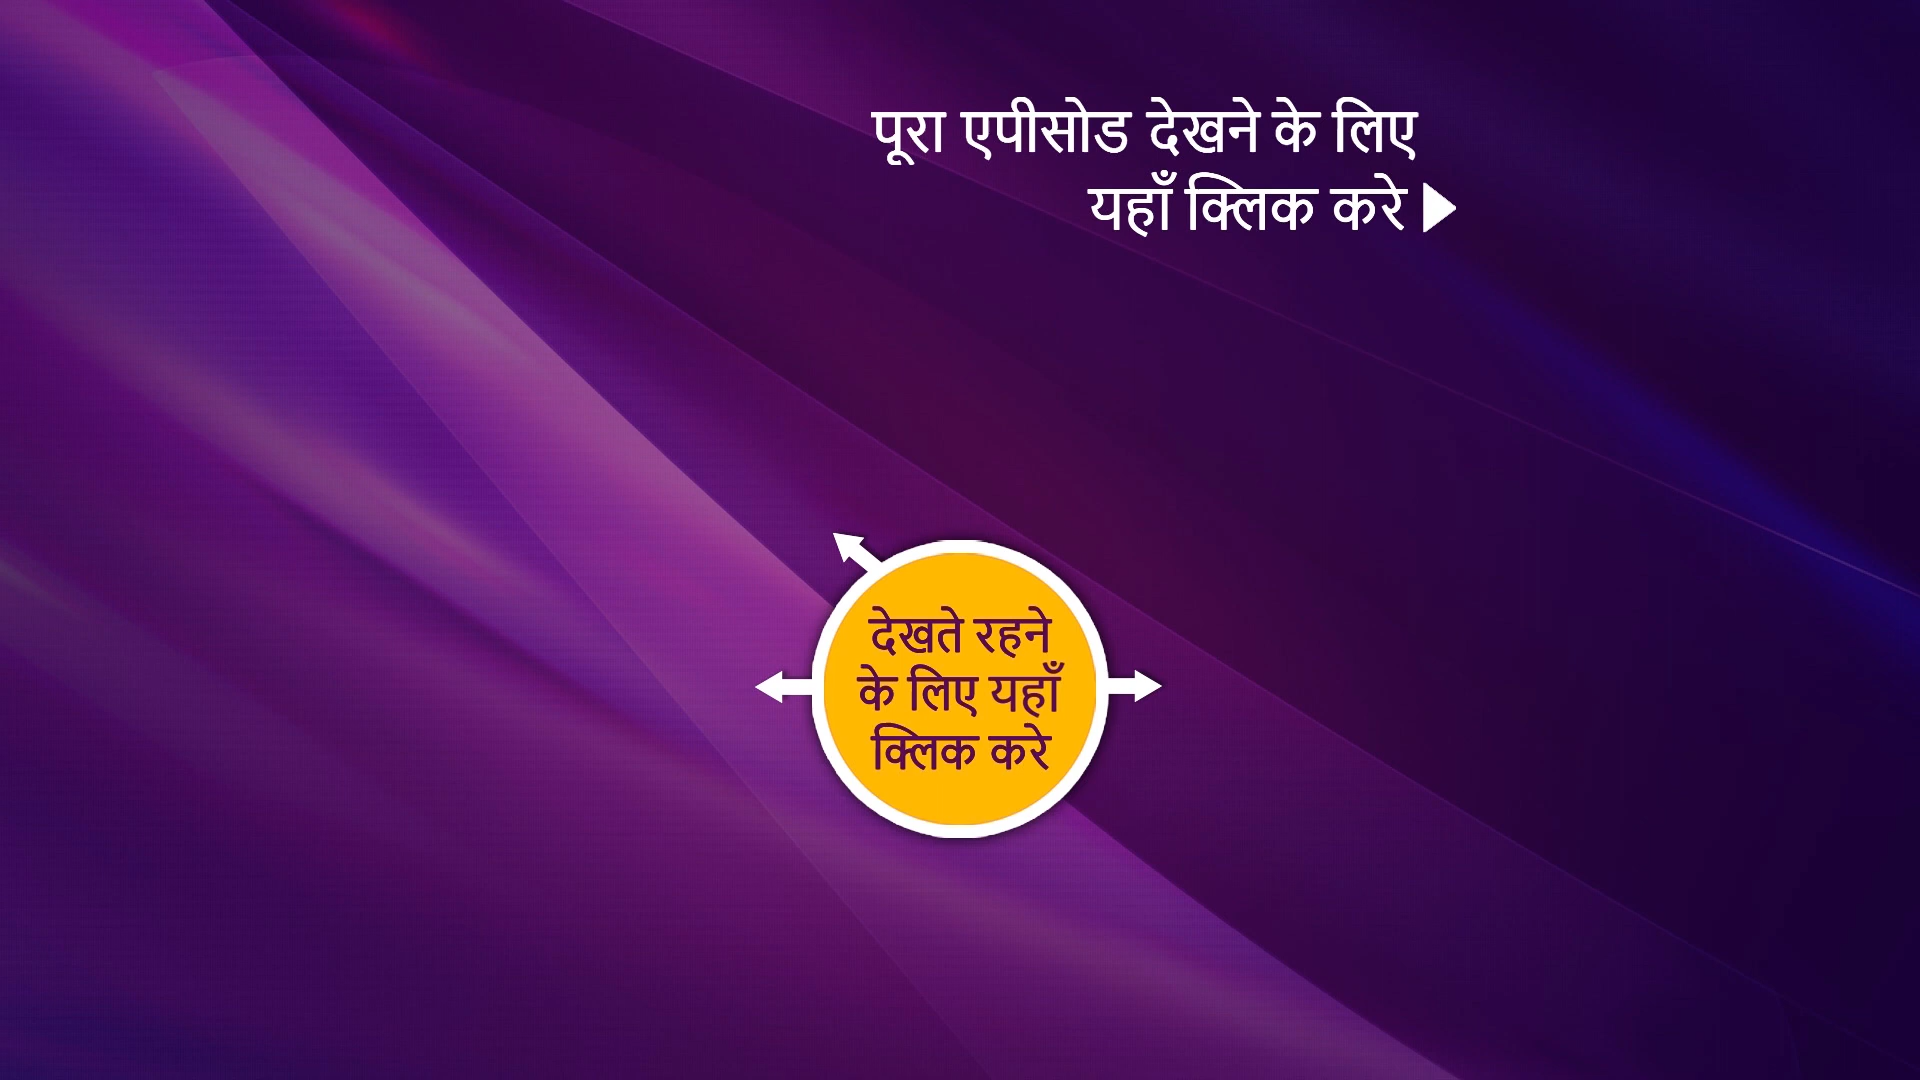 पूरा एपीसोड देखने के लिए
यहाँ क्लिक करे
देखते रहने
के लिए यहाँ
क्लिक करे